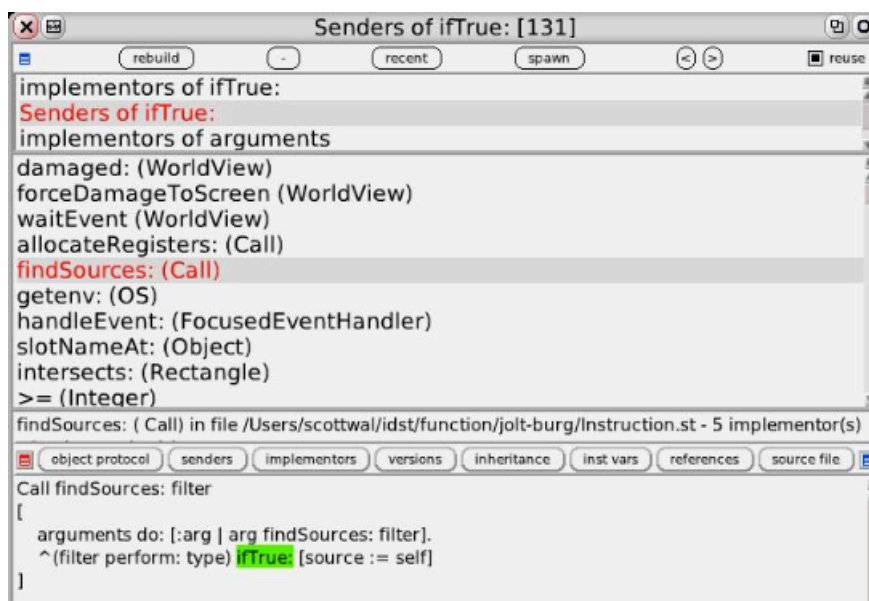 Senders of ifTrue: [131]
rebuild - recent spawn < > reuse
implementors of ifTrue:
Senders of ifTrue:
implementors of arguments
damaged: (WorldView)
forceDamageToScreen (WorldView)
waitEvent (WorldView)
allocateRegisters: (Call)
findSources: (Call)
getenv: (OS)
handleEvent: (FocusedEventHandler)
slotNameAt: (Object)
intersects: (Rectangle)
>= (Integer)
findSources: ( Call) in file /Users/scottwal/idst/function/jolt-burg/Instruction.st - 5 implementor(s)
object protocol senders implementors versions inheritance inst vars references source file
Call findSources: filter
[
arguments do: [:arg | arg findSources: filter].
^(filter perform: type) ifTrue: [source := self]
]